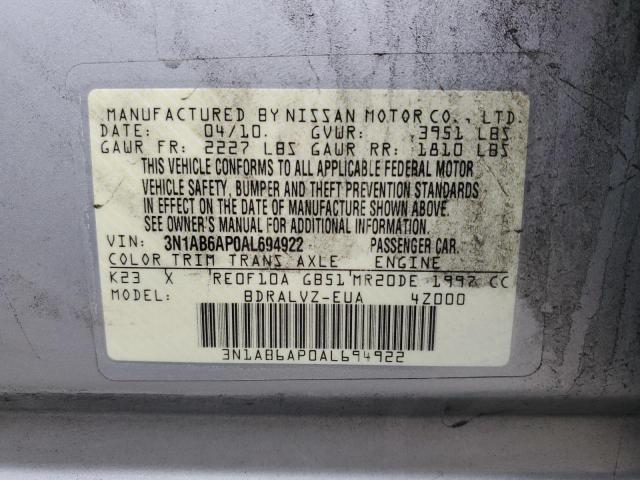 MANUFACTURED BY NISSAN MOTOR CO., LTD.
DATE: 04/10. GVWR: 3951 LBS
GAWR FR: 2227 LBS GAWR RR: 1810 LBS
THIS VEHICLE CONFORMS TO ALL APPLICABLE FEDERAL MOTOR
VEHICLE SAFETY, BUMPER AND THEFT PREVENTION STANDARDS
IN EFFECT ON THE DATE OF MANUFACTURE SHOWN ABOVE.
SEE OWNER'S MANUAL FOR ADDITIONAL INFORMATION.
VIN: 3N1AB6AP0AL694922 PASSENGER CAR.
COLOR TRIM TRANS AXLE ENGINE
K23 X RE0F10A GB51 MR20DE 1997 CC
MODEL: BDRALVZ-EUA 4Z000
3N1AB6AP0AL694922